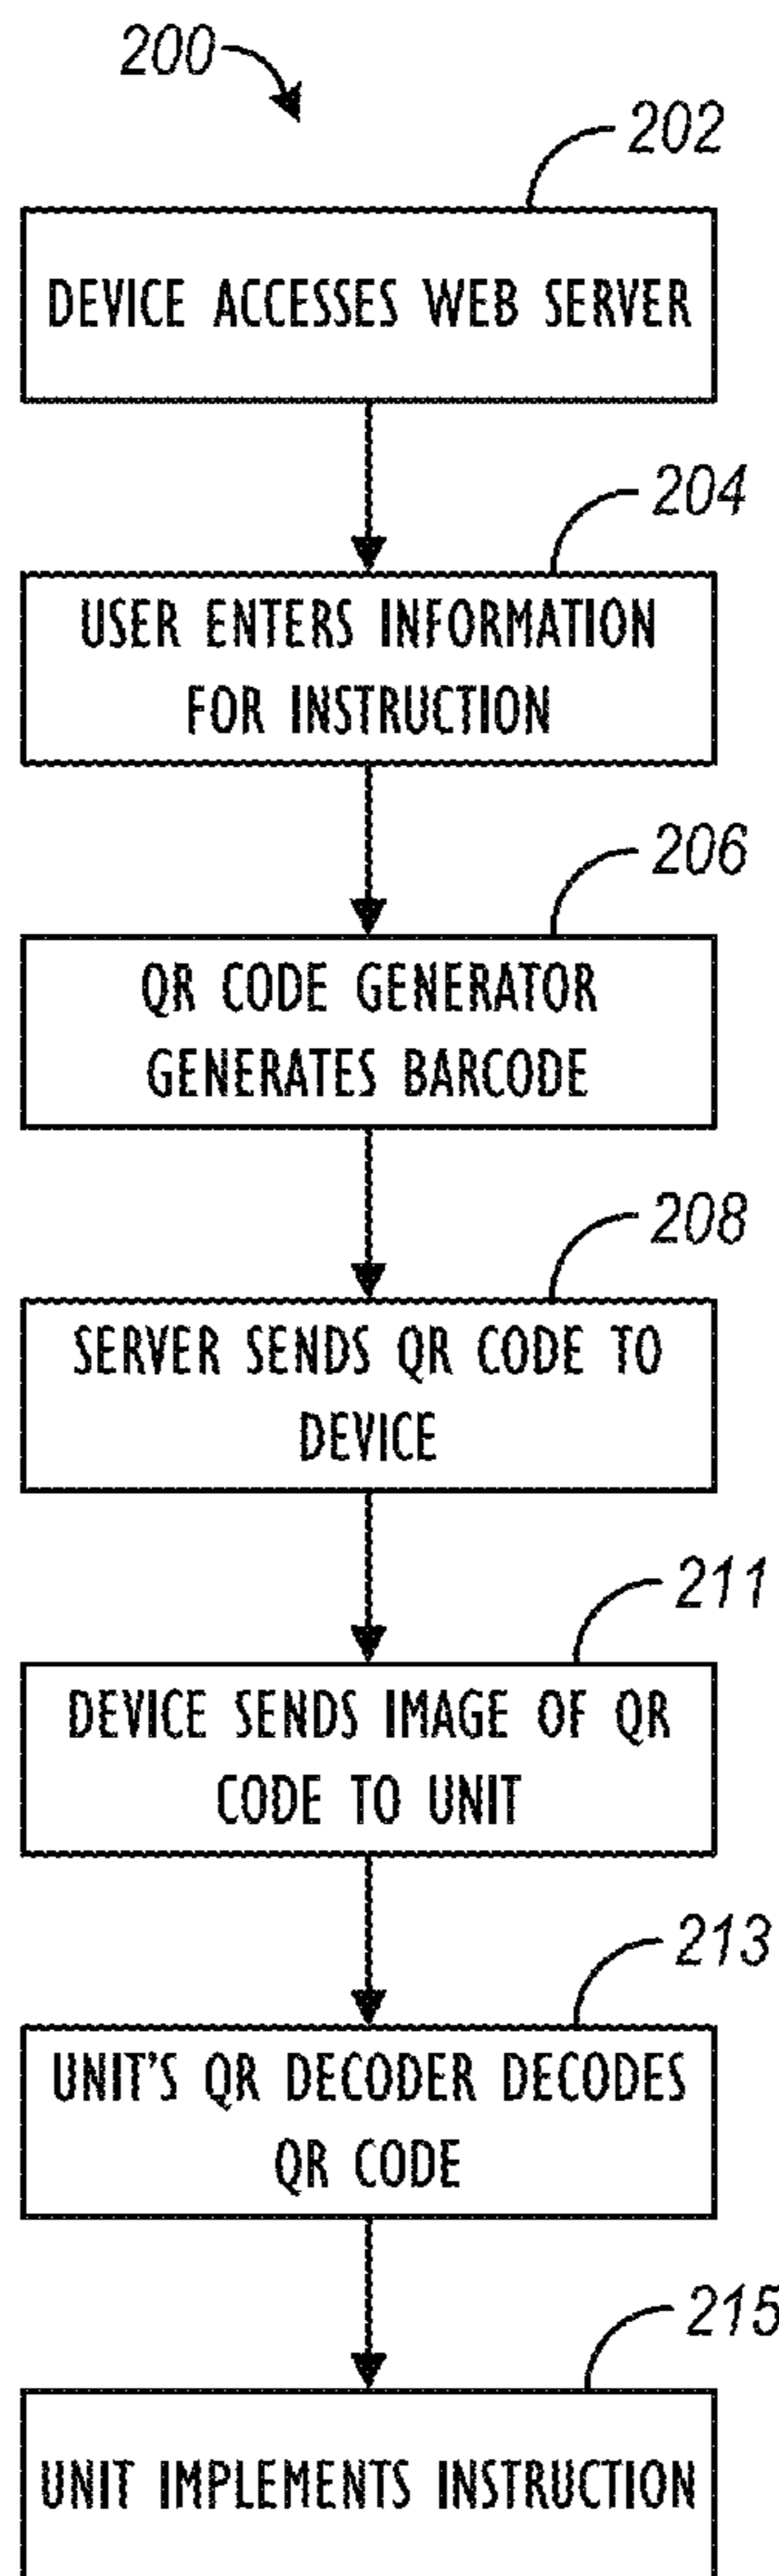 200
202
DEVICE ACCESSES WEB SERVER
204
USER ENTERS INFORMATION
FOR INSTRUCTION
206
QR CODE GENERATOR
GENERATES BARCODE
208
SERVER SENDS QR CODE TO
DEVICE
211
DEVICE SENDS IMAGE OF QR
CODE TO UNIT
213
UNIT'S QR DECODER DECODES
QR CODE
215
UNIT IMPLEMENTS INSTRUCTION